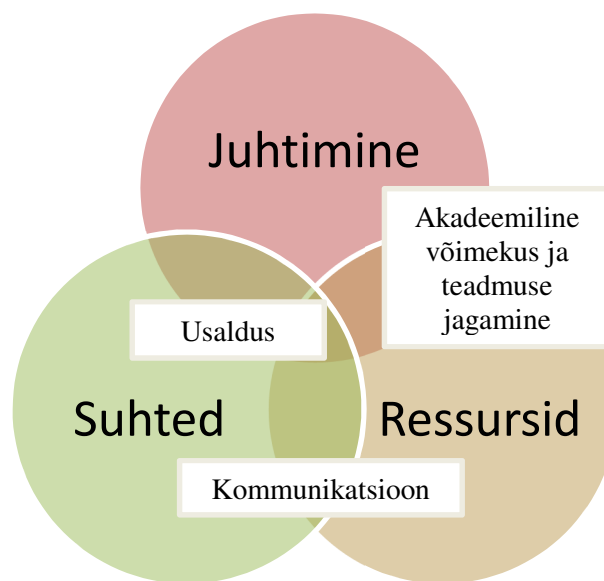 Juhtimine
Akadeemiline
võimekus ja
teadmuse
jagamine
Usaldus
Suhted
Ressursid
Kommunikatsioon